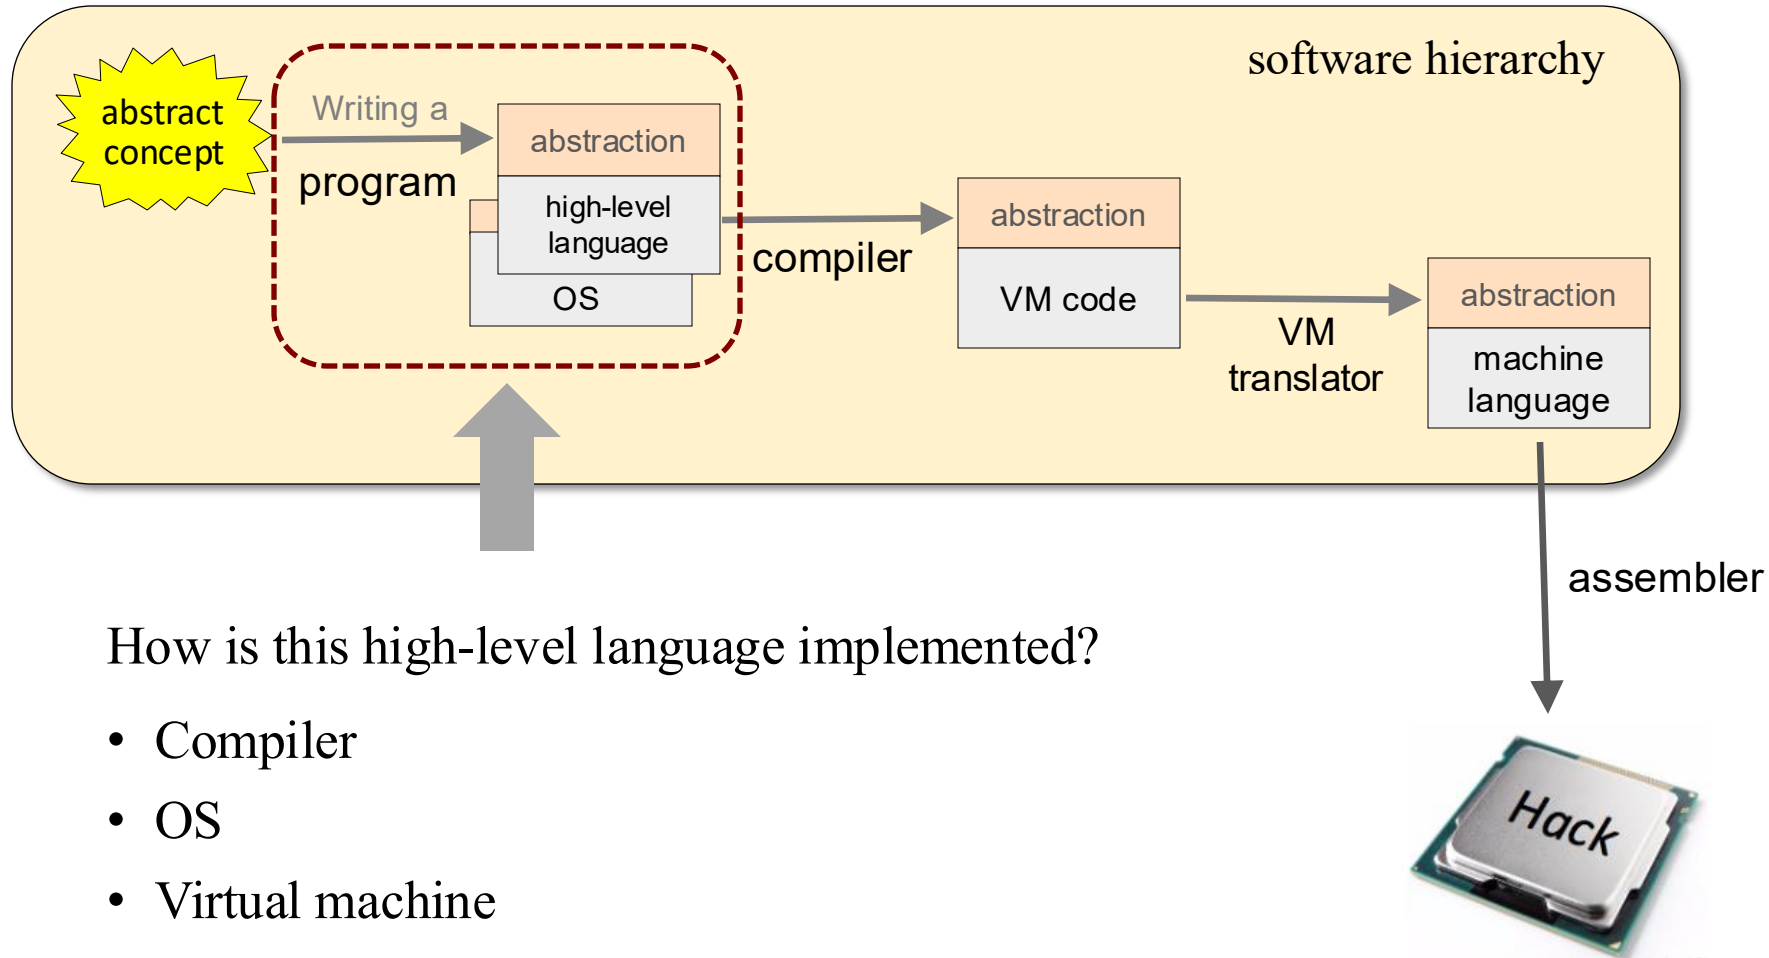 software hierarchy
abstract
concept
Writing a
program
abstraction
high-level
language
OS
compiler
abstraction
VM code
VM
translator
abstraction
machine
language
assembler
How is this high-level language implemented?
• Compiler
• OS
• Virtual machine
Hack